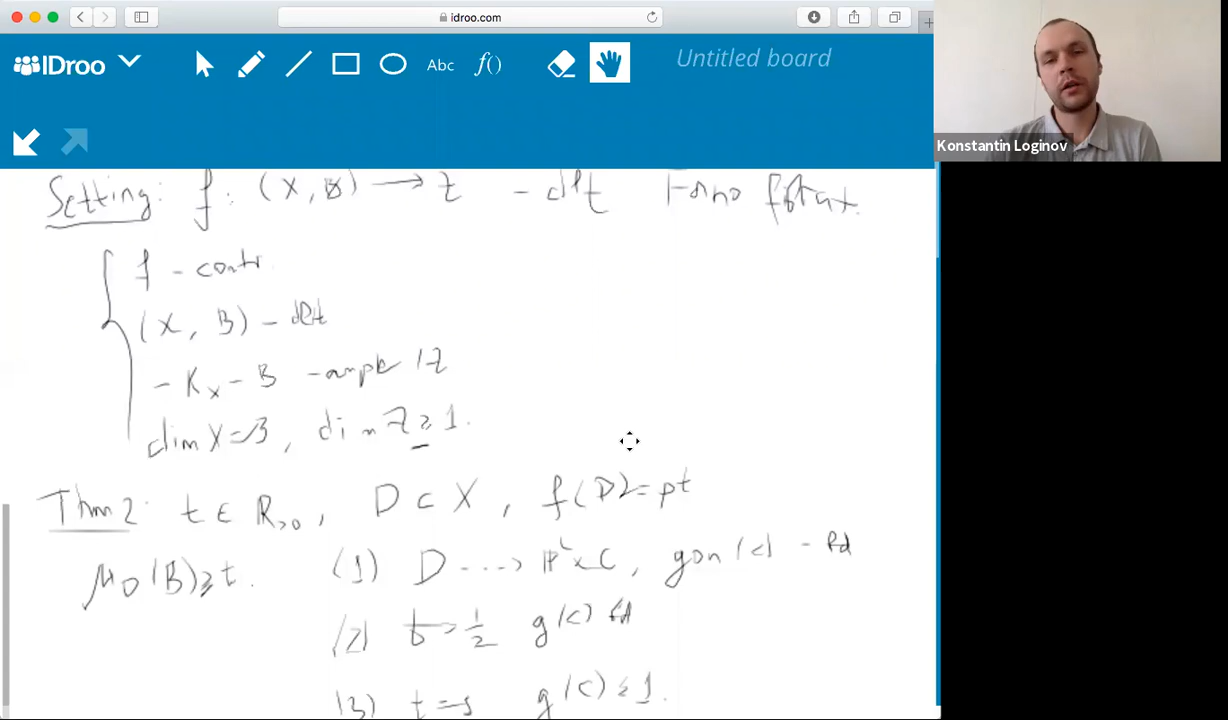 idroo.com
IDroo
Abc
f()
Untitled board
Konstantin Loginov
Setting: f: (X, B) → Z - dlt Fano fibrat.
f - contr.
(X, B) - dlt
- K_X - B - ample / Z
dim X = 3, dim Z ≥ 1.
Thm 2: t ∈ R_{>0}, D ⊂ X, f(D) = pt
μ_D(B) ≥ t. (1) D ⇢ P^1 × C, gon(C) - bd
(2) t > 1/2 g(C) bd
(3) t = 1 g(C) ≤ 1.